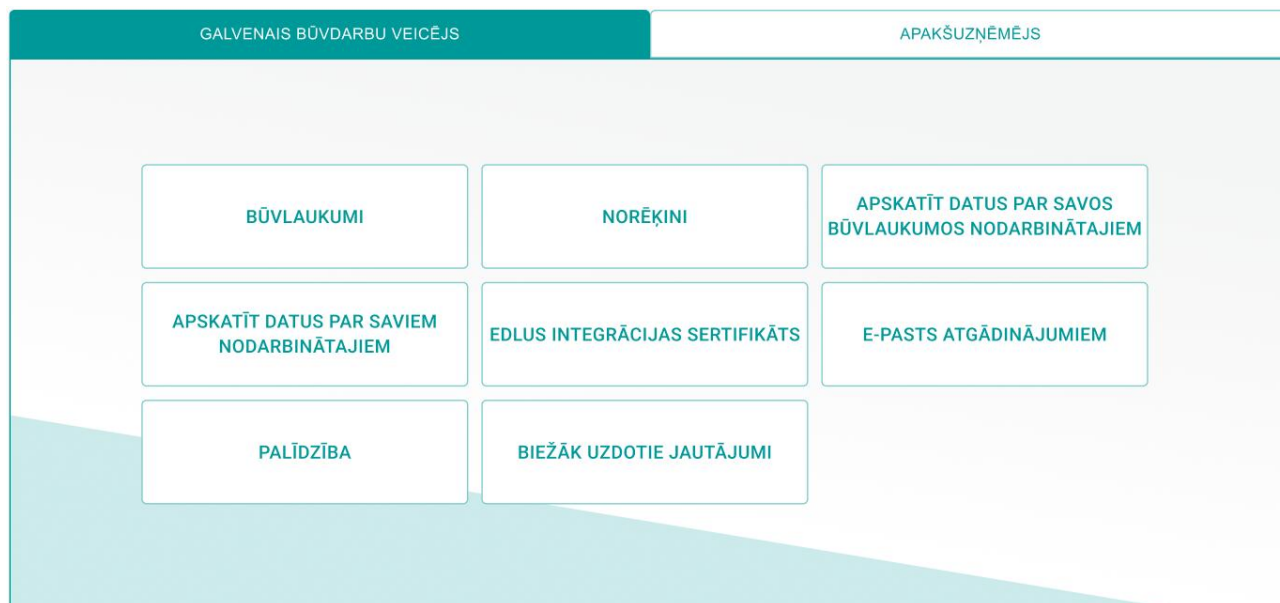 GALVENAIS BŪVDARBU VEICĒJS
APAKŠUZŅĒMĒJS
BŪVLAUKUMI
NORĒĶINI
APSKATĪT DATUS PAR SAVOS
BŪVLAUKUMOS NODARBINĀTAJIEM
APSKATĪT DATUS PAR SAVIEM
NODARBINĀTAJIEM
EDLUS INTEGRĀCIJAS SERTIFIKĀTS
E-PASTS ATGĀDINĀJUMIEM
PALĪDZĪBA
BIEŽĀK UZDOTIE JAUTĀJUMI